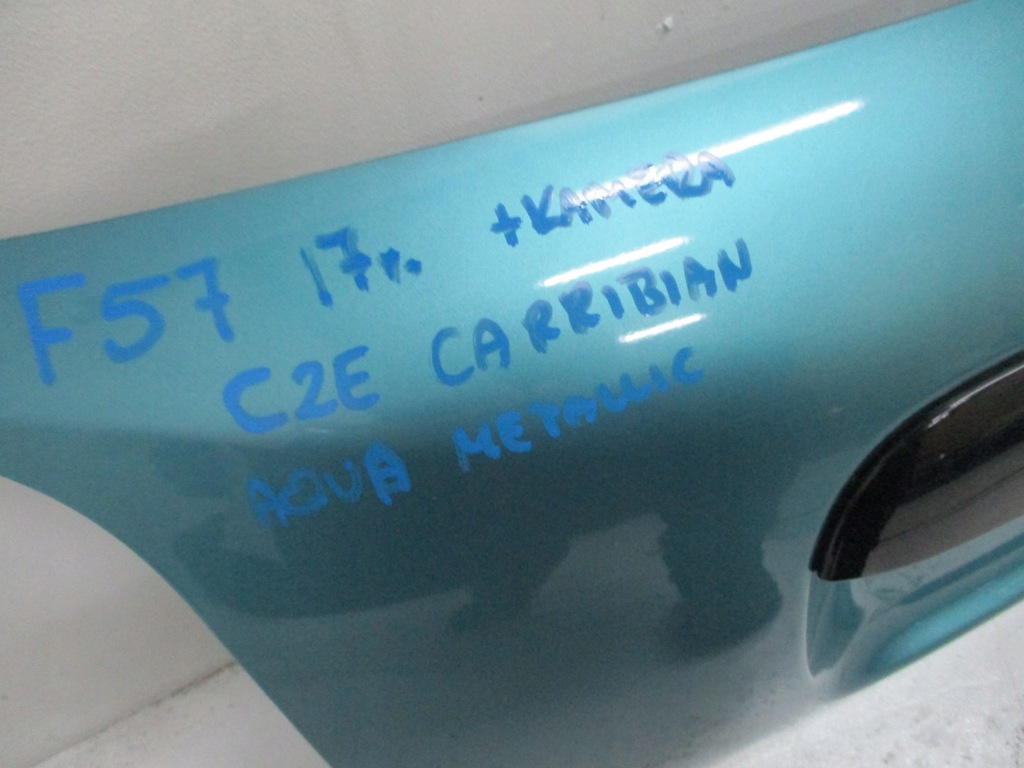 F57 17r. +KAMERA
C2E CARRIBIAN
AQUA METALLIC